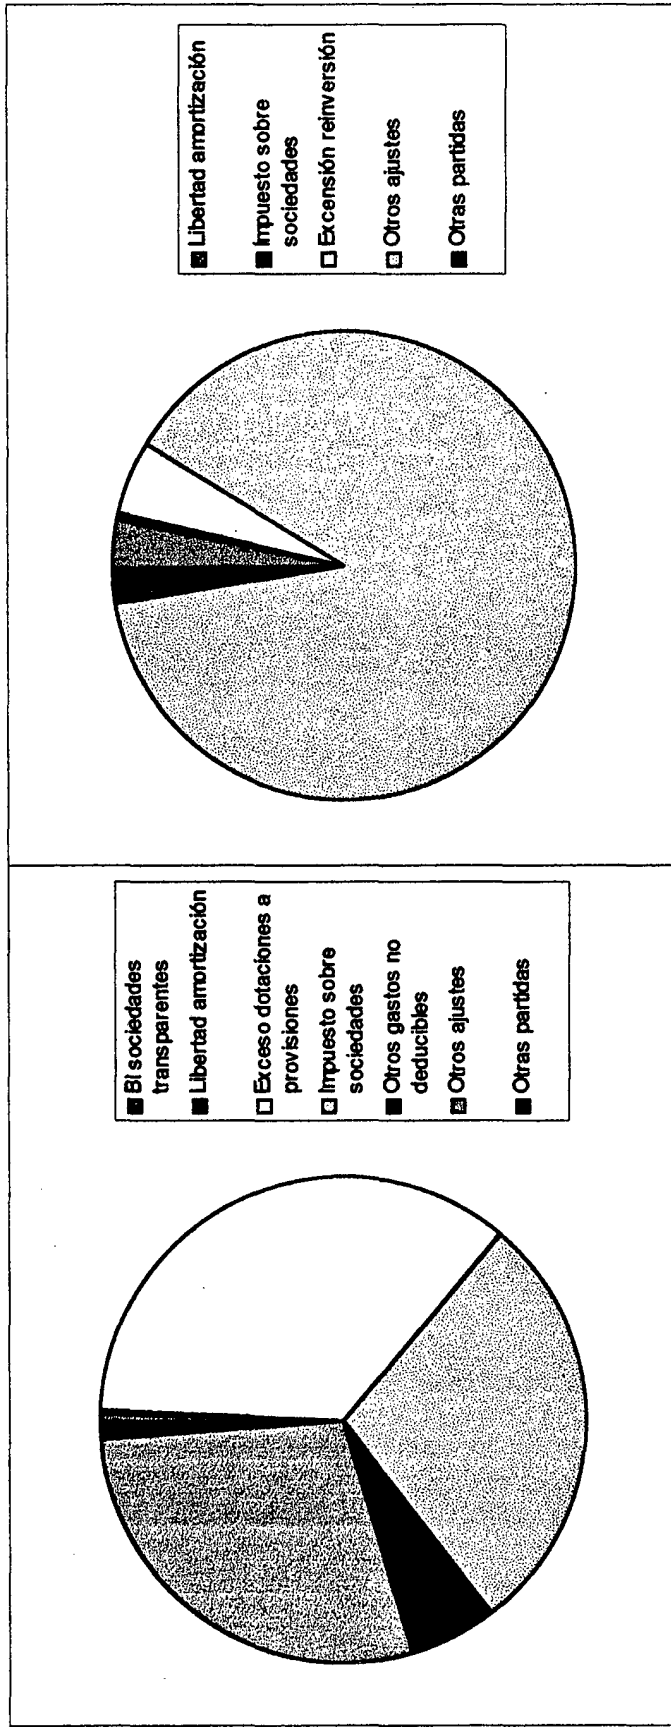 BI sociedades
transparentes
Libertad amortización
Exceso dotaciones a
provisiones
Impuesto sobre
sociedades
Otros gastos no
deducibles
Otros ajustes
Otras partidas
Libertad amortización
Impuesto sobre
sociedades
Excensión reinversión
Otros ajustes
Otras partidas